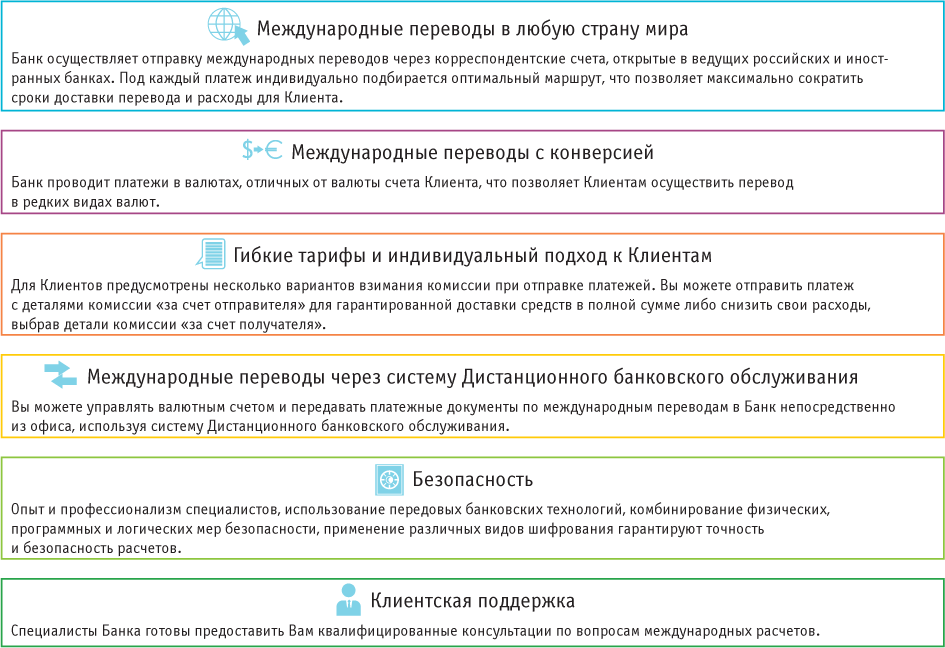 Международные переводы в любую страну мира
Банк осуществляет отправку международных переводов через корреспондентские счета, открытые в ведущих российских и иност-
ранных банках. Под каждый платеж индивидуально подбирается оптимальный маршрут, что позволяет максимально сократить
сроки доставки перевода и расходы для Клиента.
$ €
Международные переводы с конверсией
Банк проводит платежи в валютах, отличных от валюты счета Клиента, что позволяет Клиентам осуществить перевод
в редких видах валют.
Гибкие тарифы и индивидуальный подход к Клиентам
Для Клиентов предусмотрены несколько вариантов взимания комиссии при отправке платежей. Вы можете отправить платеж
с деталями комиссии «за счет отправителя» для гарантированной доставки средств в полной сумме либо снизить свои расходы,
выбрав детали комиссии «за счет получателя».
Международные переводы через систему Дистанционного банковского обслуживания
Вы можете управлять валютным счетом и передавать платежные документы по международным переводам в Банк непосредственно
из офиса, используя систему Дистанционного банковского обслуживания.
Безопасность
Опыт и профессионализм специалистов, использование передовых банковских технологий, комбинирование физических,
программных и логических мер безопасности, применение различных видов шифрования гарантируют точность
и безопасность расчетов.
Клиентская поддержка
Специалисты Банка готовы предоставить Вам квалифицированные консультации по вопросам международных расчетов.